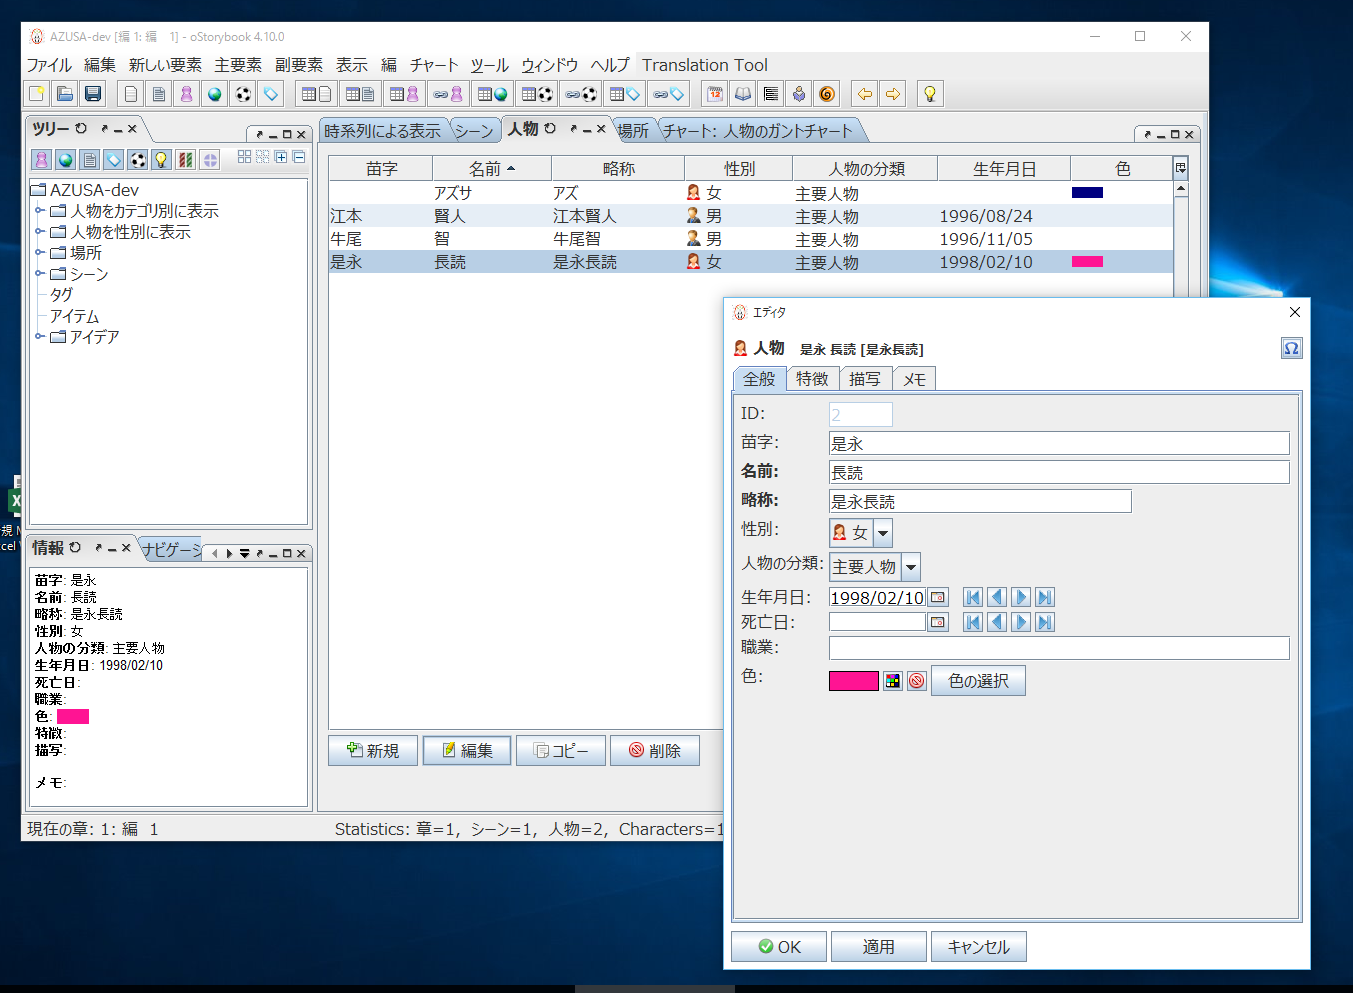 AZUSA-dev [編 1: 編 1] - oStorybook 4.10.0
ファイル 編集 新しい要素 主要素 副要素 表示 編 チャート ツール ウィンドウ ヘルプ Translation Tool
ツリー
AZUSA-dev
人物をカテゴリ別に表示
人物を性別に表示
場所
シーン
タグ
アイテム
アイデア
情報 ナビゲーシ
苗字: 是永
名前: 長読
略称: 是永長読
性別: 女
人物の分類: 主要人物
生年月日: 1998/02/10
死亡日:
職業:
色:
特徴:
描写:
メモ:
時系列による表示 シーン 人物 場所 チャート: 人物のガントチャート
苗字 名前 略称 性別 人物の分類 生年月日 色
アズサ アズ 女 主要人物
江本 賢人 江本賢人 男 主要人物 1996/08/24
牛尾 智 牛尾智 男 主要人物 1996/11/05
是永 長読 是永長読 女 主要人物 1998/02/10
新規 編集 コピー 削除
現在の章: 1: 編 1
Statistics: 章=1, シーン=1, 人物=2, Characters=1
エディタ
人物 是永 長読 [是永長読]
全般 特徴 描写 メモ
ID: 2
苗字: 是永
名前: 長読
略称: 是永長読
性別: 女
人物の分類: 主要人物
生年月日: 1998/02/10
死亡日:
職業:
色: 色の選択
OK 適用 キャンセル